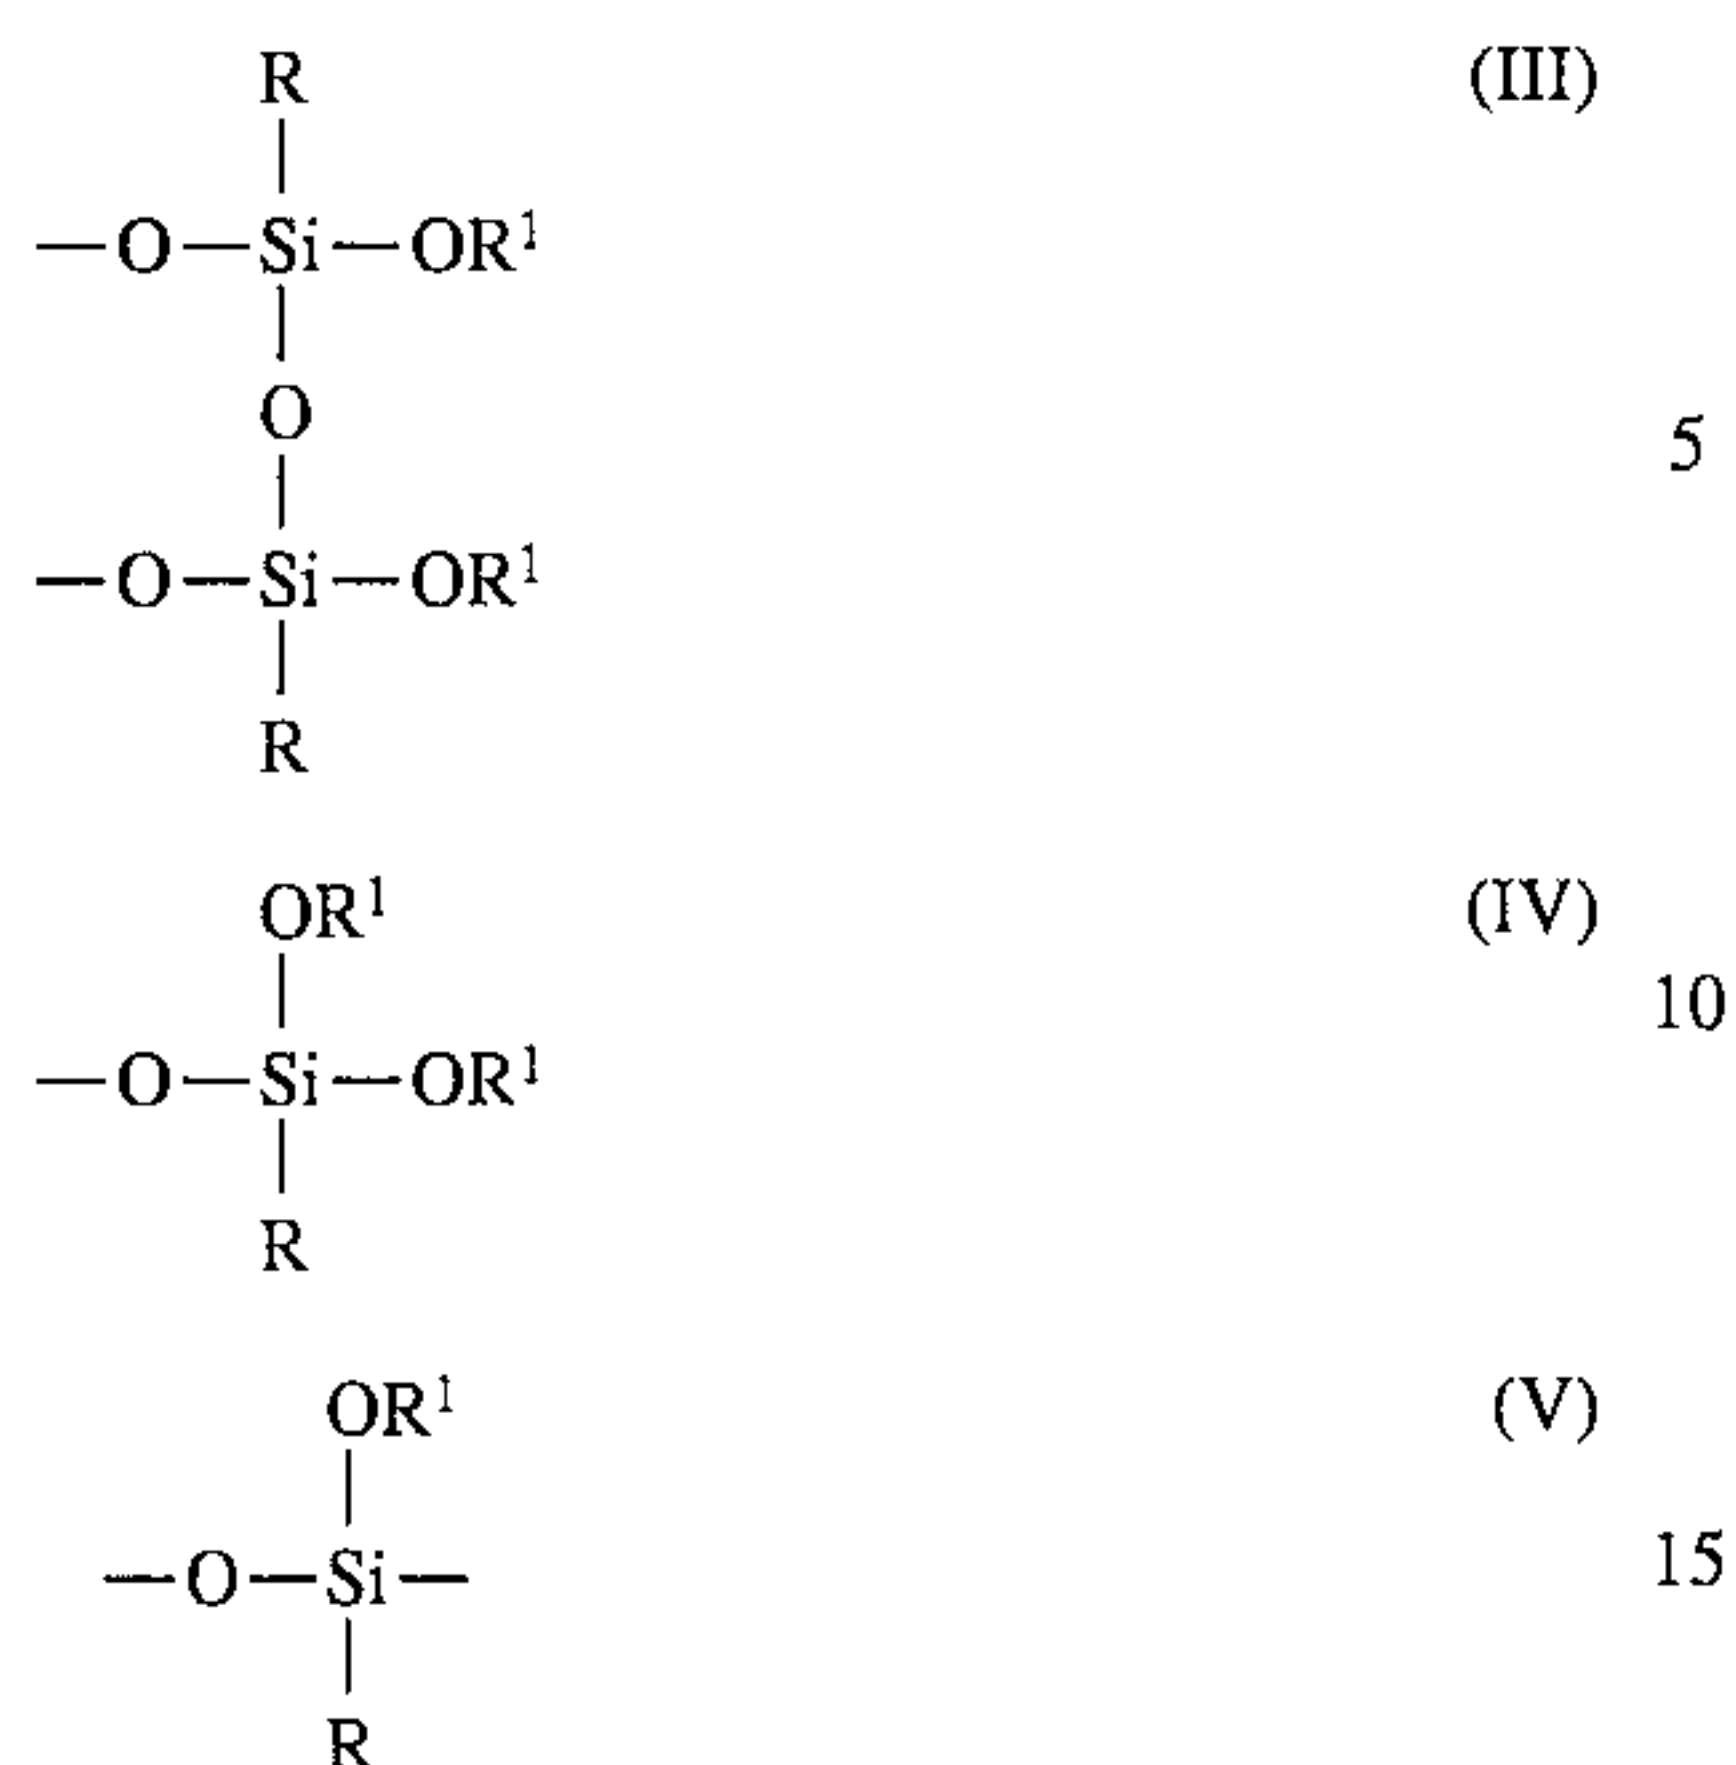 R (III)
—O—Si—OR¹
O 5
—O—Si—OR¹
R
OR¹ (IV)
10
—O—Si—OR¹
R
OR¹ (V)
—O—Si— 15
R